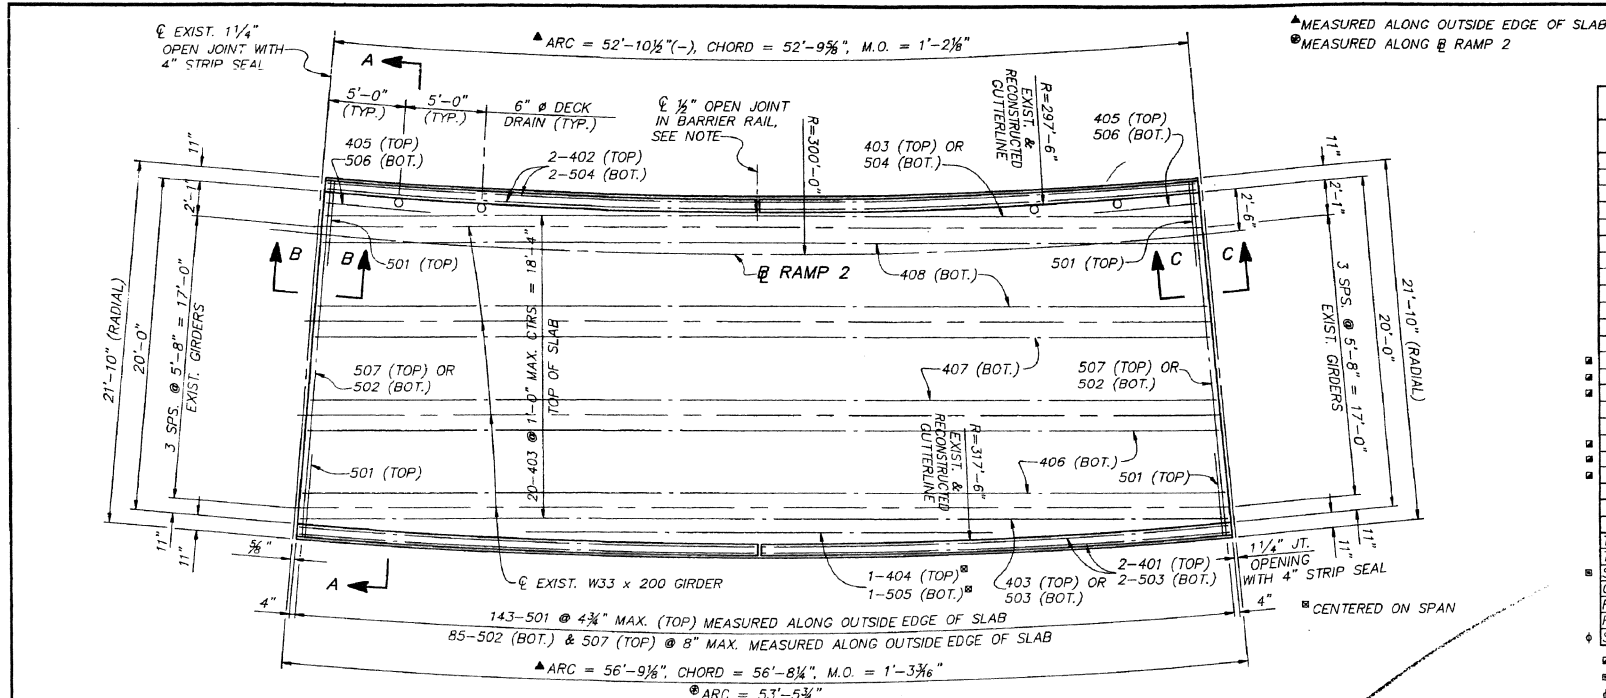 ℄ EXIST. 1 1/4"
OPEN JOINT WITH
4" STRIP SEAL
▲ARC = 52'-10½"(-), CHORD = 52'-9⅝", M.O. = 1'-2⅛"
▲MEASURED ALONG OUTSIDE EDGE OF SLAB
⊛MEASURED ALONG ℄ RAMP 2
A
5'-0"
(TYP.)
5'-0"
(TYP.)
6" ø DECK
DRAIN (TYP.)
℄ ½" OPEN JOINT
IN BARRIER RAIL,
SEE NOTE
R=300'-0"
R=297'-6"
EXIST. &
RECONSTRUCTED
GUTTERLINE
405 (TOP)
506 (BOT.)
405 (TOP)
506 (BOT.)
2-402 (TOP)
2-504 (BOT.)
403 (TOP) OR
504 (BOT.)
11"
2'-1"
11"
2'-1"
2'-6"
B
B
501 (TOP)
℄ RAMP 2
408 (BOT.)
501 (TOP)
C
C
21'-10" (RADIAL)
20'-0"
3 SPS. @ 5'-8" = 17'-0"
EXIST. GIRDERS
20-403 @ 1'-0" MAX. CTRS. = 18'-4"
TOP OF SLAB
3 SPS. @ 5'-8" = 17'-0"
EXIST. GIRDERS
20'-0"
21'-10" (RADIAL)
507 (TOP) OR
502 (BOT.)
407 (BOT.)
507 (TOP) OR
502 (BOT.)
R=317'-6"
EXIST. &
RECONSTRUCTED
GUTTERLINE
501 (TOP)
406 (BOT.)
501 (TOP)
11"
11"
⅝"
11"
11"
A
℄ EXIST. W33 x 200 GIRDER
1-404 (TOP)⊠
1-505 (BOT.)⊠
403 (TOP) OR
503 (BOT.)
2-401 (TOP)
2-503 (BOT.)
1 1/4" JT.
OPENING
WITH 4" STRIP SEAL
4"
4"
⊠CENTERED ON SPAN
143-501 @ 4¾" MAX. (TOP) MEASURED ALONG OUTSIDE EDGE OF SLAB
85-502 (BOT.) & 507 (TOP) @ 8" MAX. MEASURED ALONG OUTSIDE EDGE OF SLAB
▲ARC = 56'-9⅛", CHORD = 56'-8¼", M.O. = 1'-3 3/16"
⊛ARC = 53'-5¾"